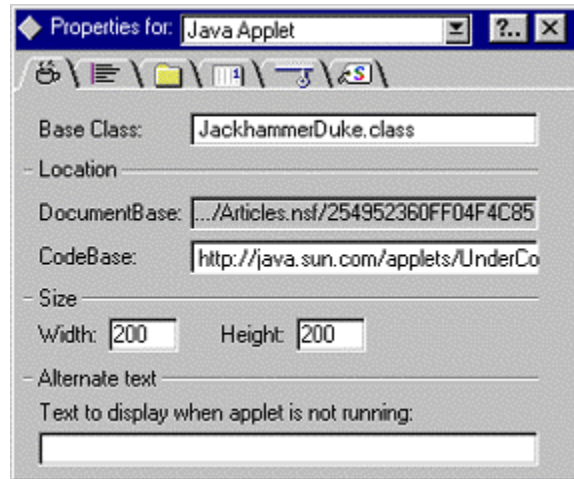 Properties for: Java Applet ?..
1 S
Base Class: JackhammerDuke.class
Location
DocumentBase: .../Articles.nsf/254952360FF04F4C85
CodeBase: http://java.sun.com/applets/UnderCo
Size
Width: 200 Height: 200
Alternate text
Text to display when applet is not running: